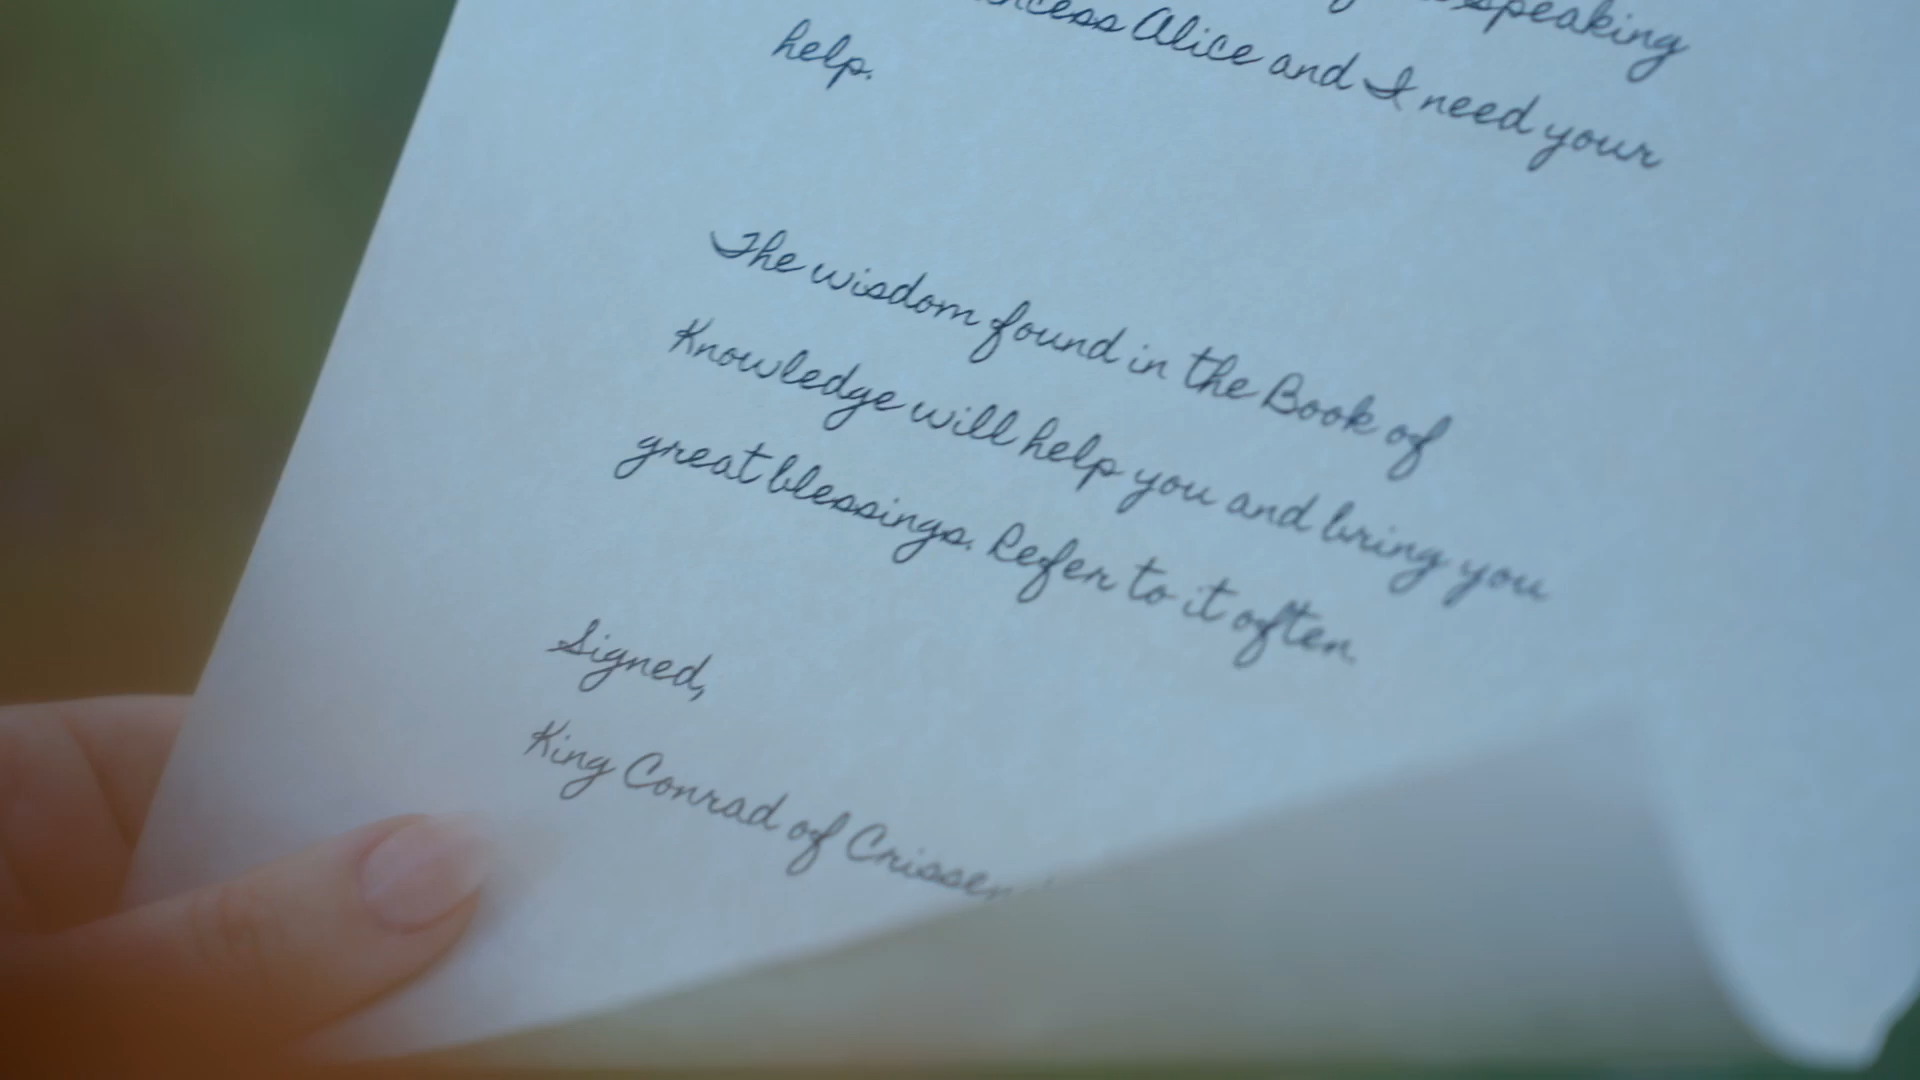 speaking
Alice and I need your
help.
The wisdom found in the Book of
Knowledge will help you and bring you
great blessings. Refer to it often.
Signed,
King Conrad of